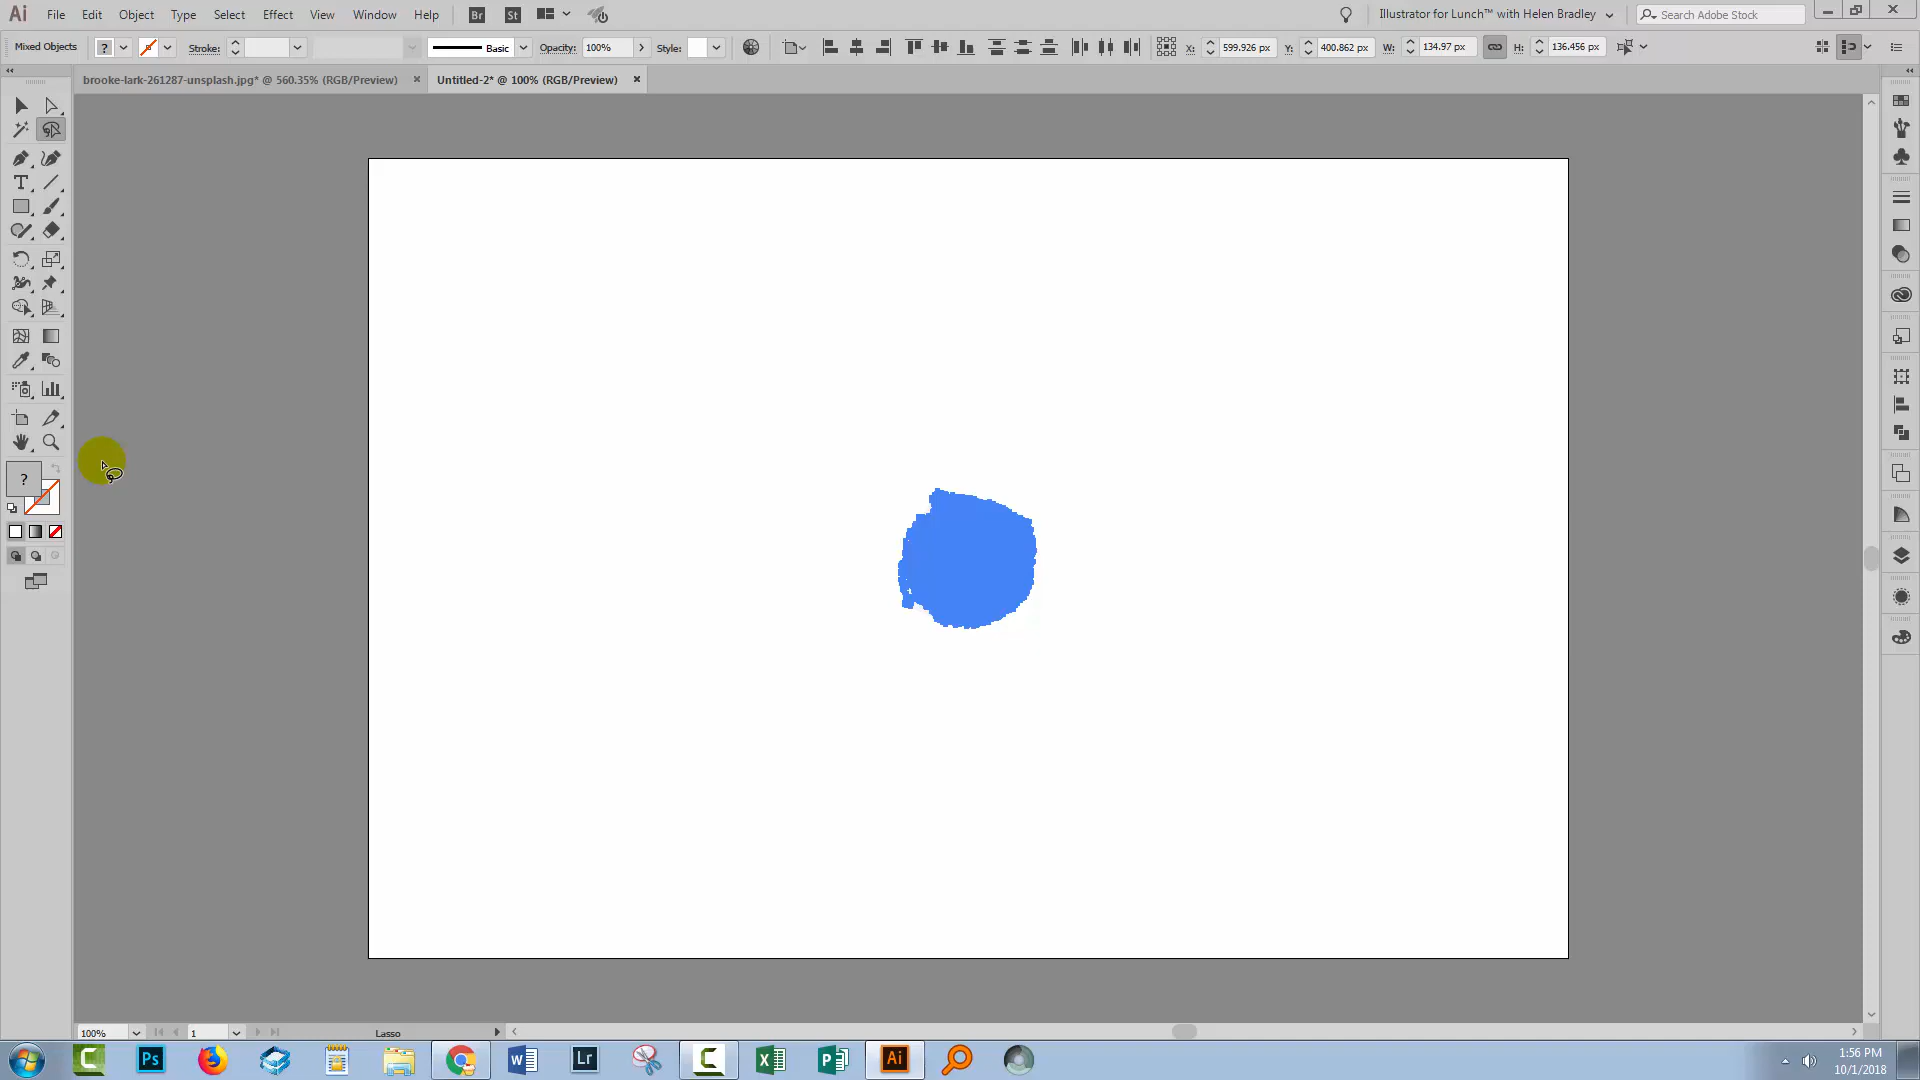 Ai File Edit Object Type Select Effect View Window Help Br St Illustrator for Lunch™ with Helen Bradley Search Adobe Stock
Mixed Objects ? Stroke: Basic Opacity: 100% Style: X: 599.926 px Y: 400.862 px W: 134.97 px H: 136.456 px
brooke-lark-261287-unsplash.jpg* @ 560.35% (RGB/Preview) × Untitled-2* @ 100% (RGB/Preview) ×
T
?
100% 1 Lasso
C Ps W Lr C X P Ai
1:56 PM
10/1/2018